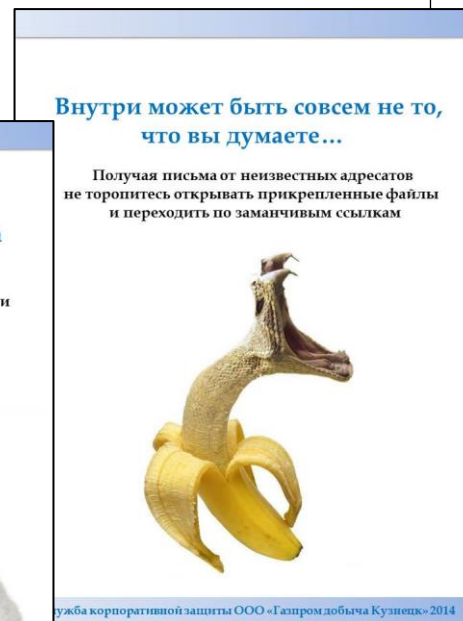 Внутри может быть совсем не то,
что вы думаете...
Получая письма от неизвестных адресатов
не торопитесь открывать прикрепленные файлы
и переходить по заманчивым ссылкам
и
корпоративной защиты ООО «Газпром добыча Кузнецк» 2014